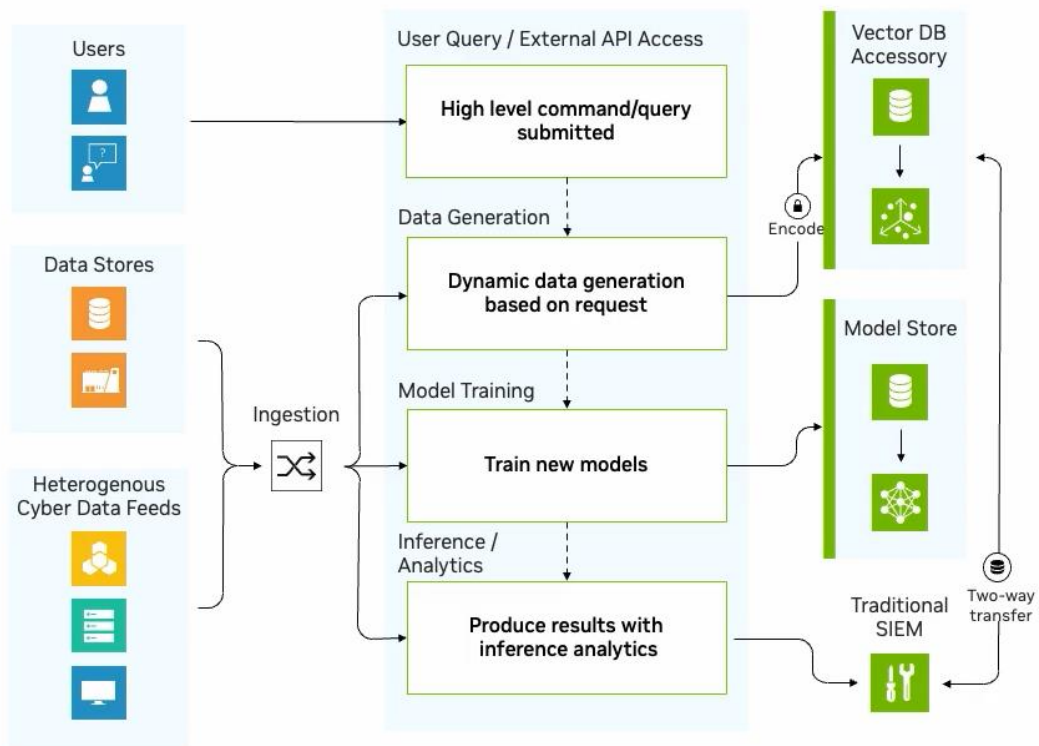 Users
Data Stores
Heterogenous
Cyber Data Feeds
Ingestion
User Query / External API Access
High level command/query
submitted
Data Generation
Dynamic data generation
based on request
Model Training
Train new models
Inference /
Analytics
Produce results with
inference analytics
Encode
Vector DB
Accessory
Model Store
Two-way
transfer
Traditional
SIEM
?